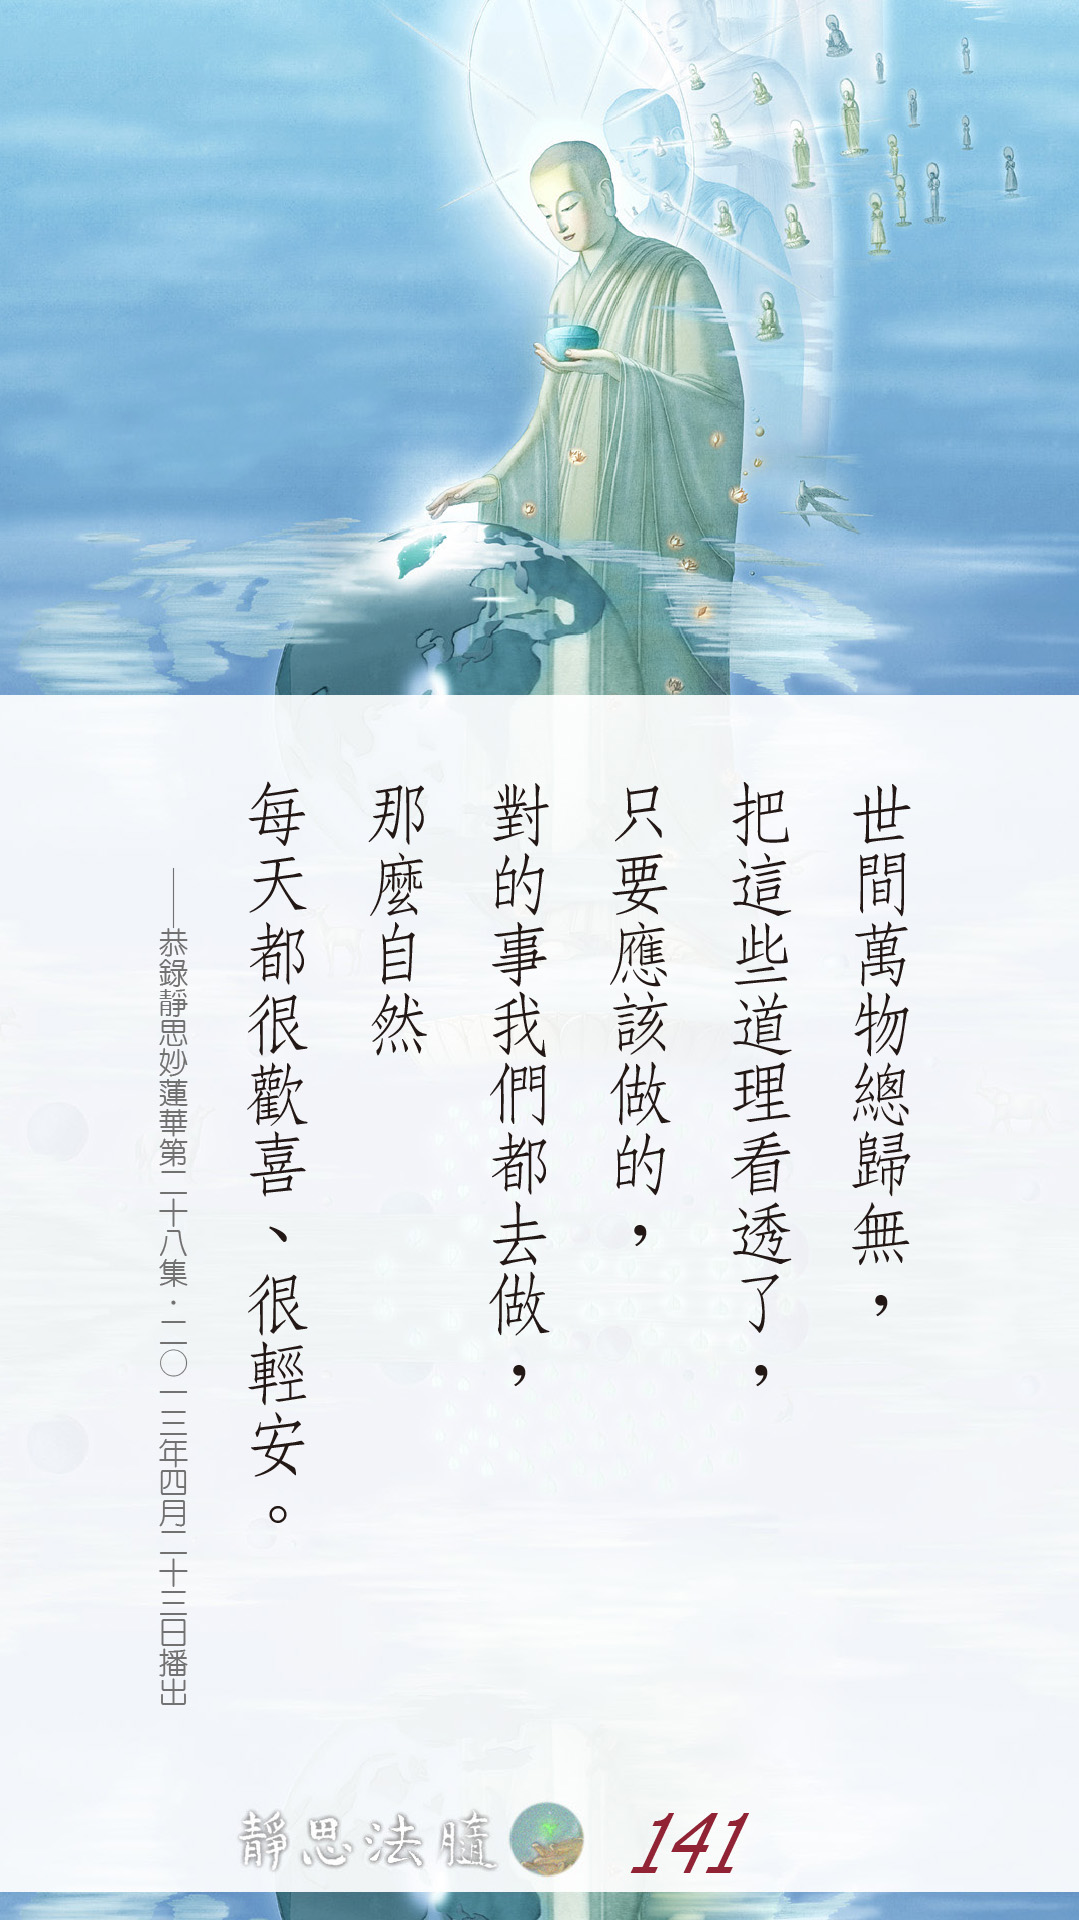 世間萬物總歸無，
把這些道理看透了，
只要應該做的，
對的事我們都去做，
那麼自然
每天都很歡喜、很輕安。
——恭錄靜思妙蓮華第二十八集．二〇一三年四月二十三日播出
靜思法髓
141